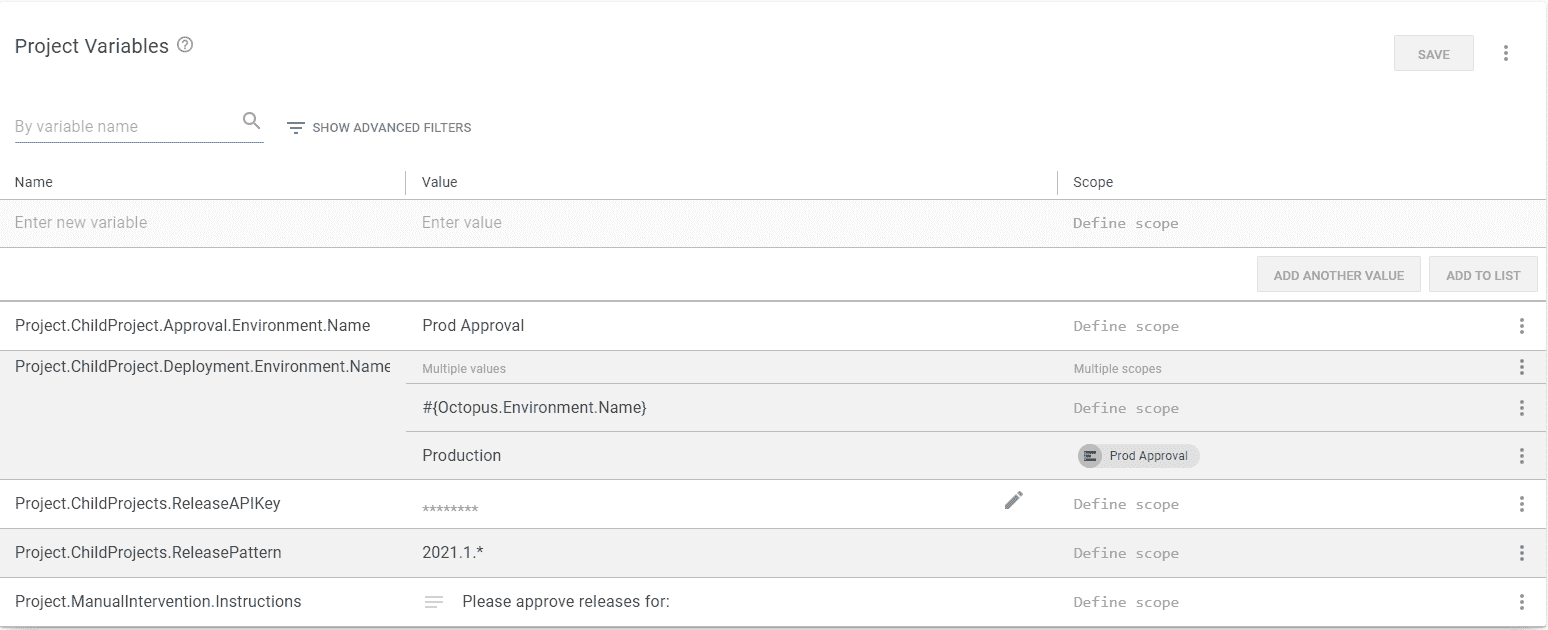 Project Variables ?
SAVE
By variable name
SHOW ADVANCED FILTERS
Name Value Scope
Enter new variable Enter value Define scope
ADD ANOTHER VALUE ADD TO LIST
Project.ChildProject.Approval.Environment.Name Prod Approval Define scope
Project.ChildProject.Deployment.Environment.Name Multiple values Multiple scopes
#{Octopus.Environment.Name} Define scope
Production Prod Approval
Project.ChildProjects.ReleaseAPIKey ******** Define scope
Project.ChildProjects.ReleasePattern 2021.1.* Define scope
Project.ManualIntervention.Instructions Please approve releases for: Define scope